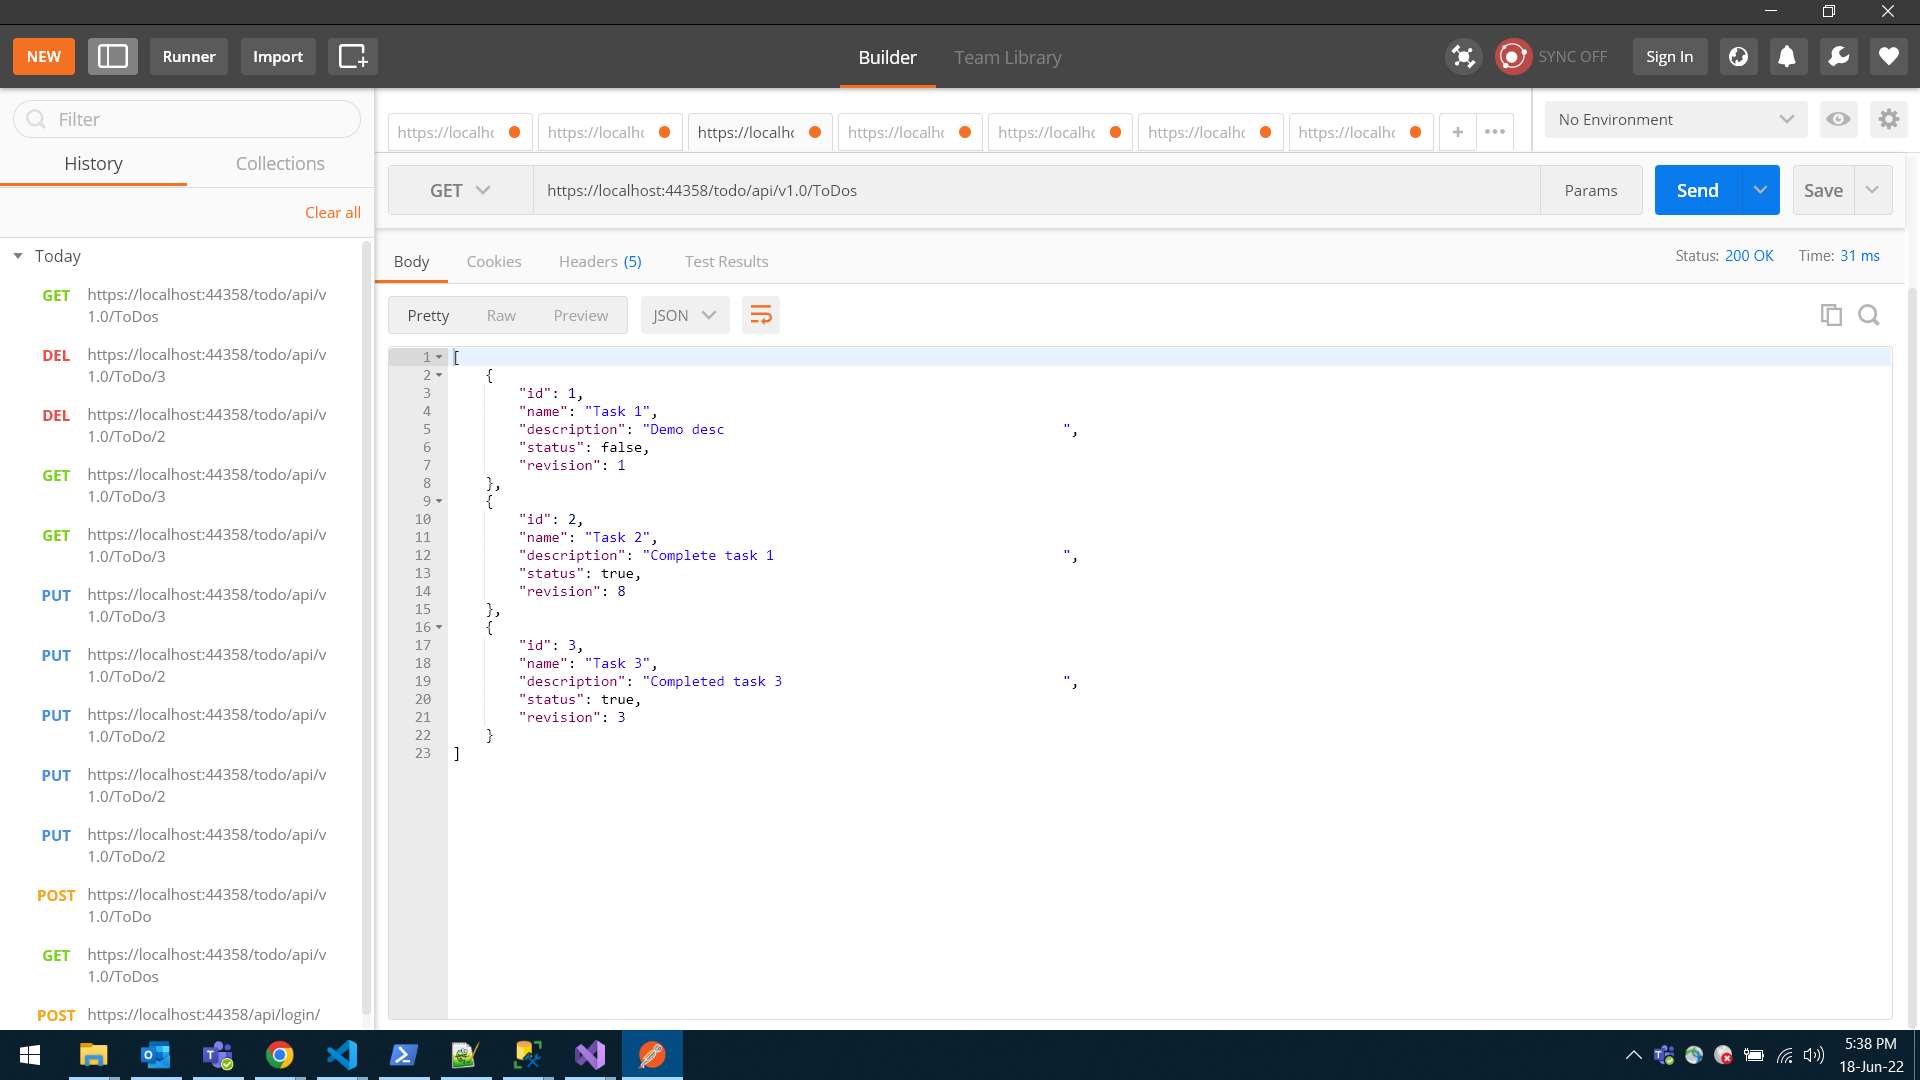 NEW
Runner
Import
Builder
Team Library
SYNC OFF
Sign In
Filter
History
Collections
Clear all
Today
GET https://localhost:44358/todo/api/v
1.0/ToDos
DEL https://localhost:44358/todo/api/v
1.0/ToDo/3
DEL https://localhost:44358/todo/api/v
1.0/ToDo/2
GET https://localhost:44358/todo/api/v
1.0/ToDo/3
GET https://localhost:44358/todo/api/v
1.0/ToDo/3
PUT https://localhost:44358/todo/api/v
1.0/ToDo/3
PUT https://localhost:44358/todo/api/v
1.0/ToDo/2
PUT https://localhost:44358/todo/api/v
1.0/ToDo/2
PUT https://localhost:44358/todo/api/v
1.0/ToDo/2
PUT https://localhost:44358/todo/api/v
1.0/ToDo/2
POST https://localhost:44358/todo/api/v
1.0/ToDo
GET https://localhost:44358/todo/api/v
1.0/ToDos
POST https://localhost:44358/api/login/
https://localhc https://localhc https://localhc https://localhc https://localhc https://localhc https://localhc + •••
No Environment
GET https://localhost:44358/todo/api/v1.0/ToDos Params Send Save
Body Cookies Headers (5) Test Results Status: 200 OK Time: 31 ms
Pretty Raw Preview JSON
1 [
2 {
3 "id": 1,
4 "name": "Task 1",
5 "description": "Demo desc                                         ",
6 "status": false,
7 "revision": 1
8 },
9 {
10 "id": 2,
11 "name": "Task 2",
12 "description": "Complete task 1                                   ",
13 "status": true,
14 "revision": 8
15 },
16 {
17 "id": 3,
18 "name": "Task 3",
19 "description": "Completed task 3                                  ",
20 "status": true,
21 "revision": 3
22 }
23 ]
5:38 PM
18-Jun-22